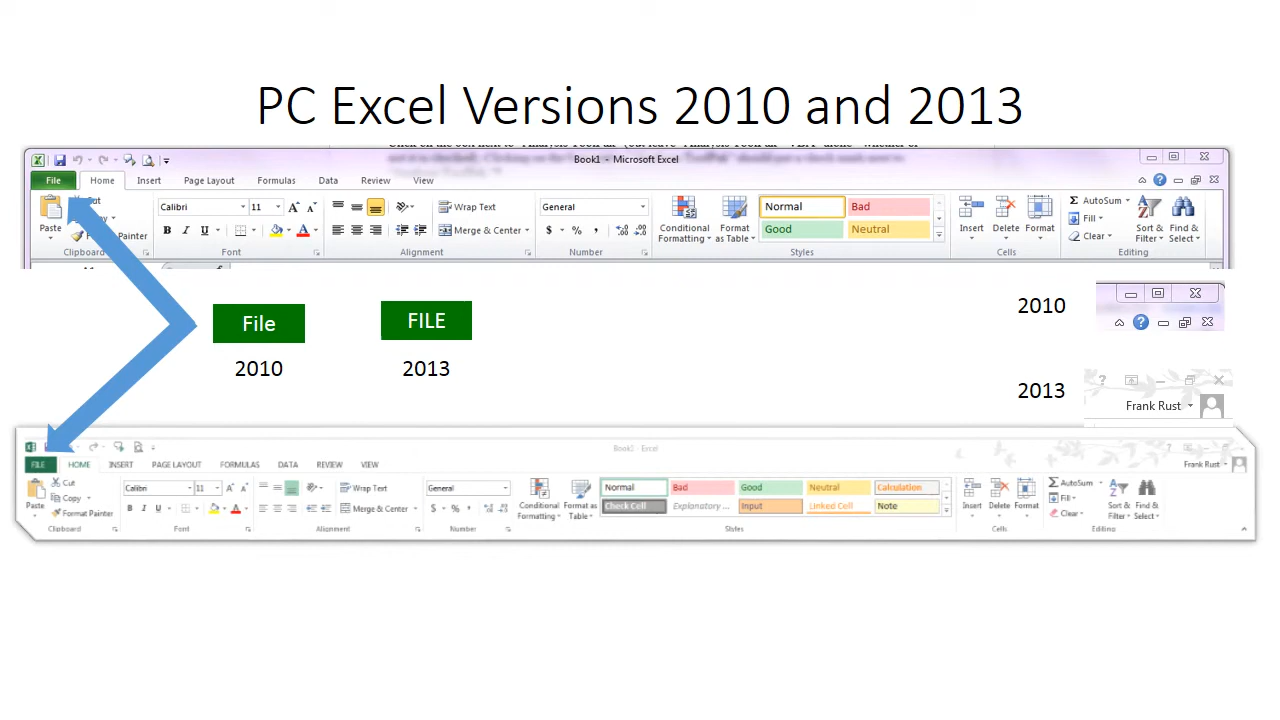 PC Excel Versions 2010 and 2013
Book1 - Microsoft Excel
File Home Insert Page Layout Formulas Data Review View
Calibri 11 Wrap Text General Normal Bad AutoSum
Paste Painter B I U Merge & Center $ % , Conditional Formatting Format as Table Good Neutral Insert Delete Format Fill Clear Sort & Filter Find & Select
Clipboard Font Alignment Number Styles Cells Editing
File FILE 2010
2010 2013
2013 Frank Rust
Book1 - Excel
FILE HOME INSERT PAGE LAYOUT FORMULAS DATA REVIEW VIEW Frank Rust
Cut Calibri 11 Wrap Text General Normal Bad Good Neutral Calculation AutoSum
Paste Copy Format Painter B I U Merge & Center $ % , Conditional Formatting Format as Table Check Cell Explanatory ... Input Linked Cell Note Insert Delete Format Fill Clear Sort & Filter Find & Select
Clipboard Font Alignment Number Styles Cells Editing